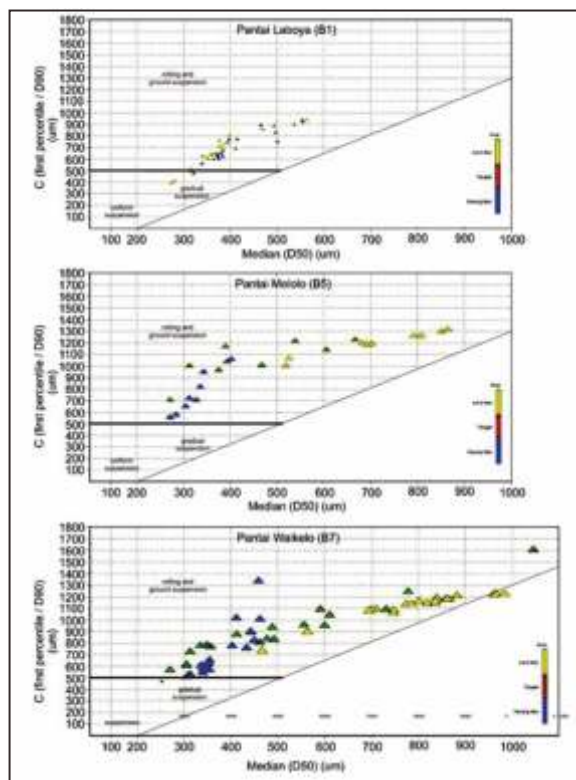 Pantai Laboya (B1)
1800
1700
1600
1500
1400
1300
1200
1100
1000
900
800
700
600
500
400
300
200
100
C (first percentile / D90)
(um)
rolling and
ground-suspension
gradual
suspension
uniform
suspension
100 200 300 400 500 600 700 800 900 1000
Median (D50) (um)
Pantai Mololo (B5)
1800
1700
1600
1500
1400
1300
1200
1100
1000
900
800
700
600
500
400
300
200
100
C (first percentile / D90)
(um)
rolling and
ground-suspension
gradual
suspension
uniform
suspension
100 200 300 400 500 600 700 800 900 1000
Median (D50) (um)
Pantai Waikelo (B7)
1800
1700
1600
1500
1400
1300
1200
1100
1000
900
800
700
600
500
400
300
200
100
C (first percentile / D90)
(um)
rolling and
ground-suspension
gradual
suspension
suspension
100 200 300 400 500 600 700 800 900 1000
Median (D50) (um)